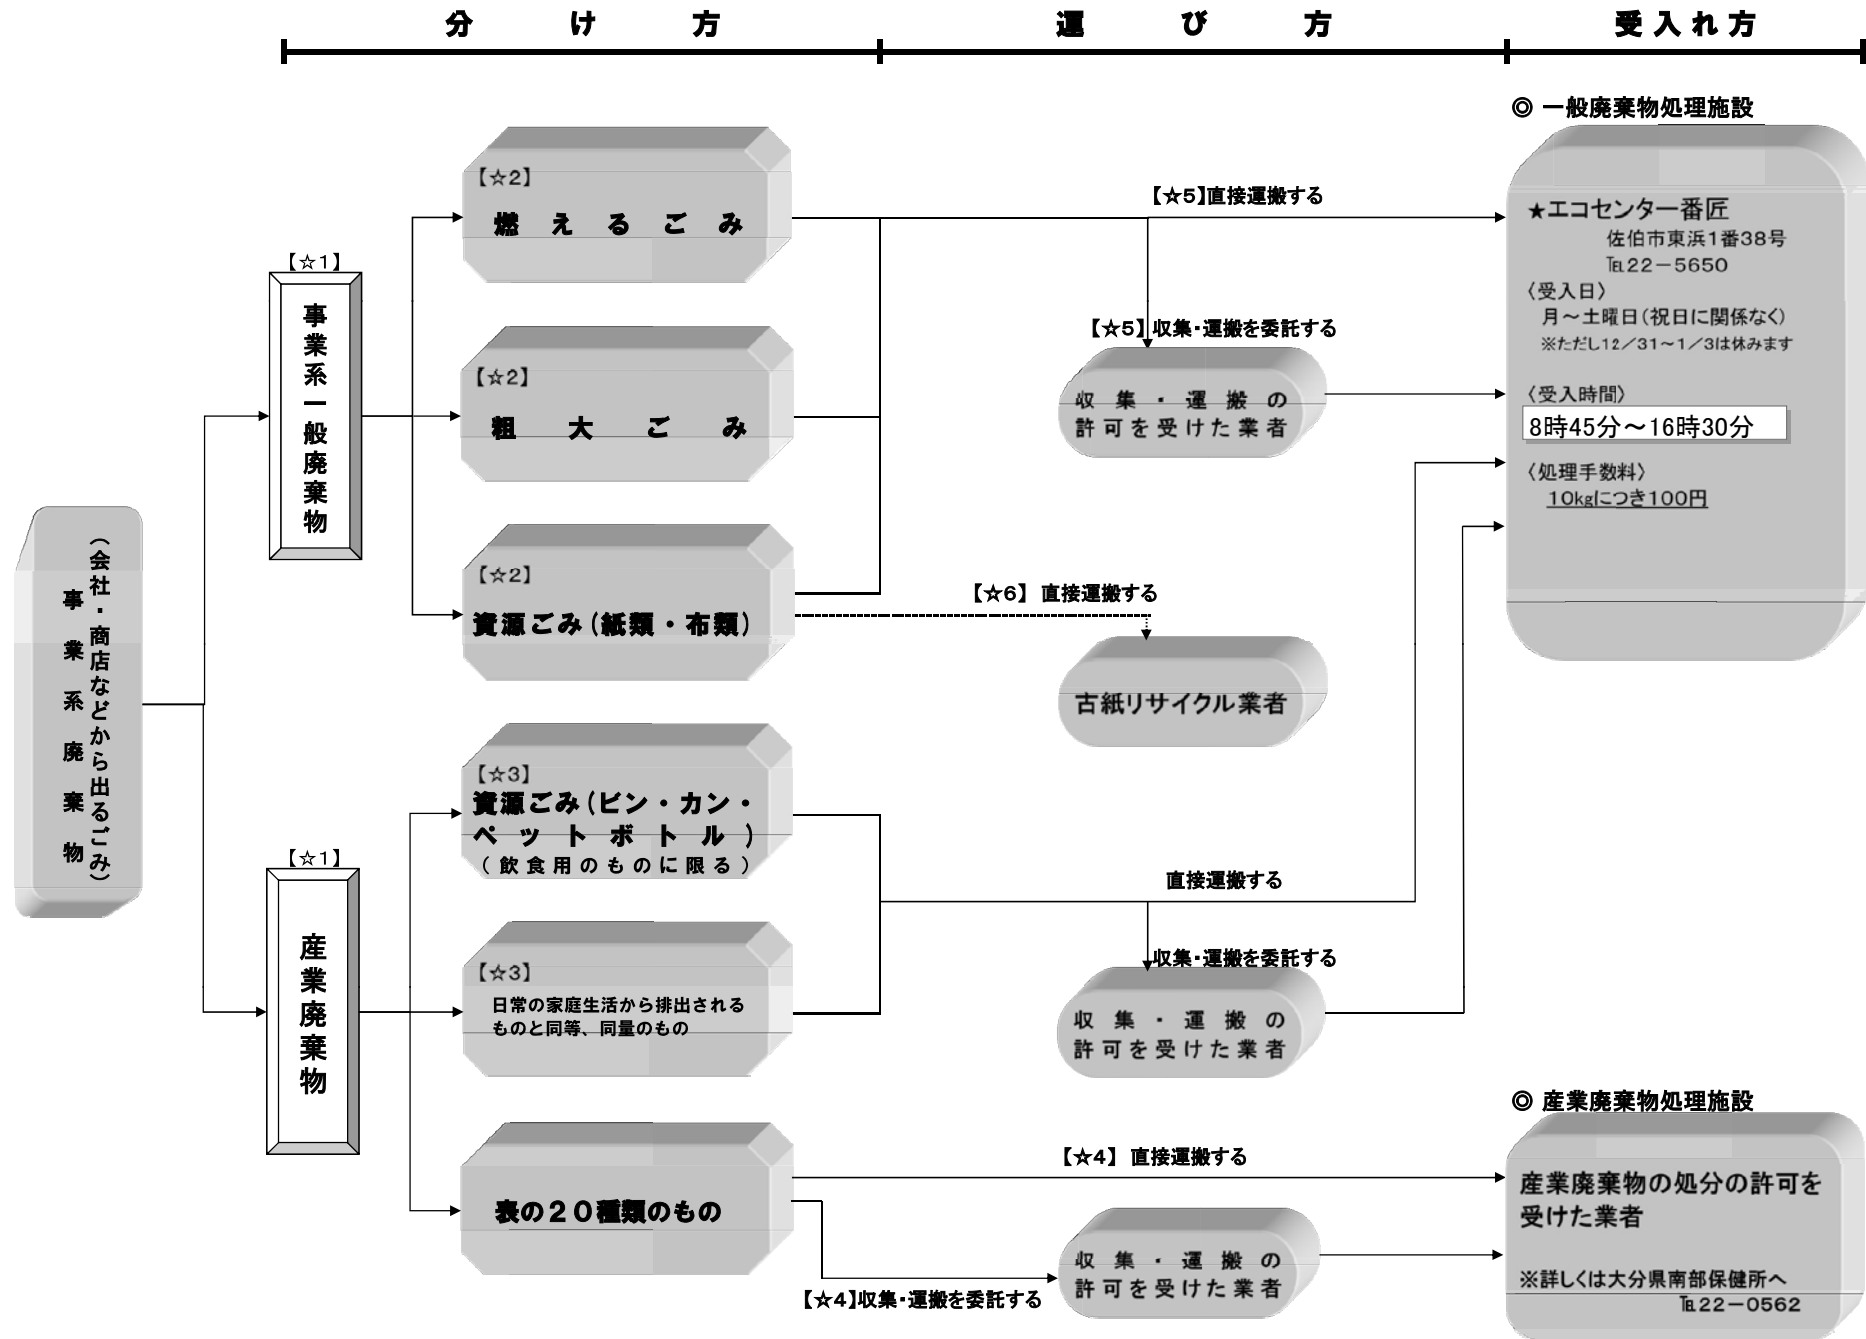 分け方
運び方
受入れ方
事業系廃棄物
（会社・商店などから出るごみ）
【☆1】
事業系一般廃棄物
【☆1】
産業廃棄物
【☆2】
燃えるごみ
【☆2】
粗大ごみ
【☆2】
資源ごみ（紙類・布類）
【☆3】
資源ごみ（ビン・カン・
ペットボトル）
（飲食用のものに限る）
【☆3】
日常の家庭生活から排出される
ものと同等、同量のもの
表の２０種類のもの
【☆5】直接運搬する
【☆5】収集・運搬を委託する
収集・運搬の
許可を受けた業者
【☆6】 直接運搬する
古紙リサイクル業者
直接運搬する
収集・運搬を委託する
収集・運搬の
許可を受けた業者
【☆4】 直接運搬する
【☆4】収集・運搬を委託する
収集・運搬の
許可を受けた業者
◎ 一般廃棄物処理施設
★エコセンター番匠
佐伯市東浜1番38号
℡22－5650
〈受入日〉
月～土曜日（祝日に関係なく）
※ただし12／31～1／3は休みます
〈受入時間〉
8時45分～16時30分
〈処理手数料〉
10kgにつき100円
◎ 産業廃棄物処理施設
産業廃棄物の処分の許可を
受けた業者
※詳しくは大分県南部保健所へ
℡22－0562